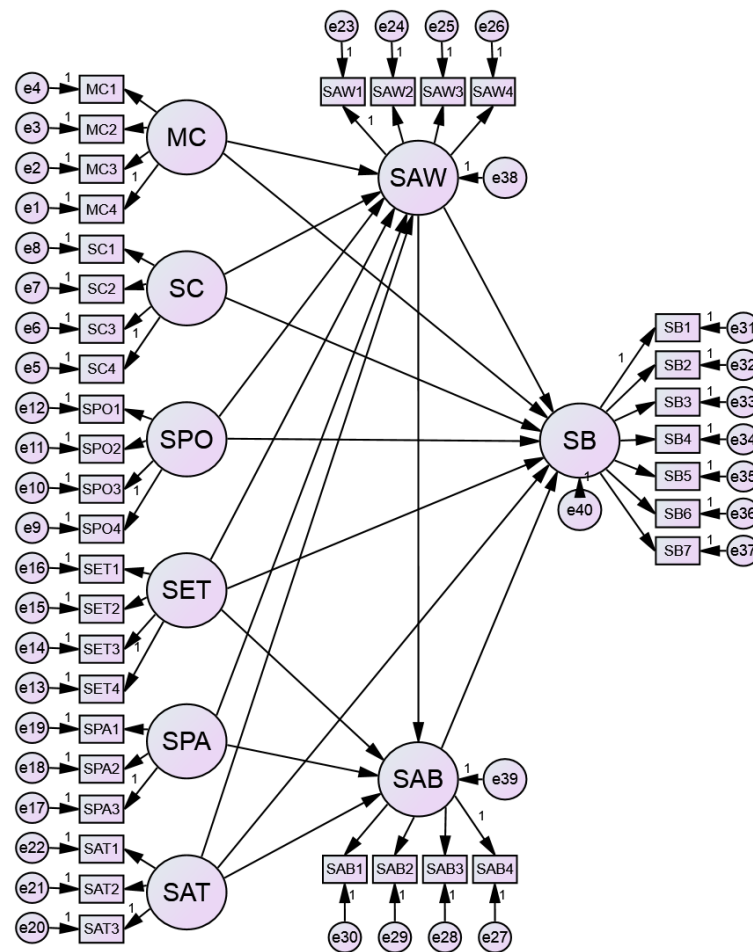 e23 e24 e25 e26
1 1 1 1
SAW1 SAW2 SAW3 SAW4
1
e4 1 MC1
e3 1 MC2
e2 1 MC3
1
e1 1 MC4
MC
SAW 1 e38
e8 1 SC1
e7 1 SC2
e6 1 SC3
1
e5 1 SC4
SC
e12 1 SPO1
e11 1 SPO2
e10 1 SPO3
1
e9 1 SPO4
SPO
1 SB1 1 e31
SB2 1 e32
SB3 1 e33
SB4 1 e34
SB5 1 e35
SB6 1 e36
SB7 1 e37
SB
1
e40
e16 1 SET1
e15 1 SET2
e14 1 SET3
1
e13 1 SET4
SET
e19 1 SPA1
e18 1 SPA2
1
e17 1 SPA3
SPA
SAB 1 e39
e22 1 SAT1
e21 1 SAT2
1
e20 1 SAT3
SAT
1
SAB1 SAB2 SAB3 SAB4
1 1 1 1
e30 e29 e28 e27